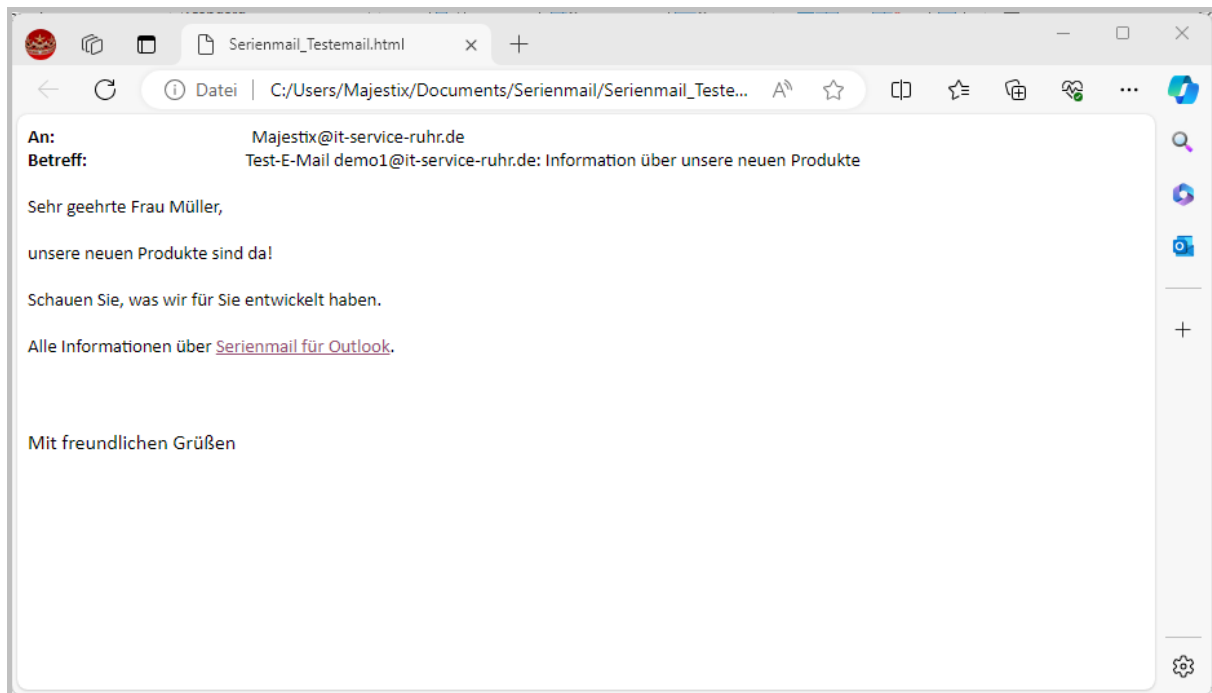 Serienmail_Testemail.html
Datei | C:/Users/Majestix/Documents/Serienmail/Serienmail_Teste...
An: Majestix@it-service-ruhr.de
Betreff: Test-E-Mail demo1@it-service-ruhr.de: Information über unsere neuen Produkte
Sehr geehrte Frau Müller,
unsere neuen Produkte sind da!
Schauen Sie, was wir für Sie entwickelt haben.
Alle Informationen über Serienmail für Outlook.
Mit freundlichen Grüßen